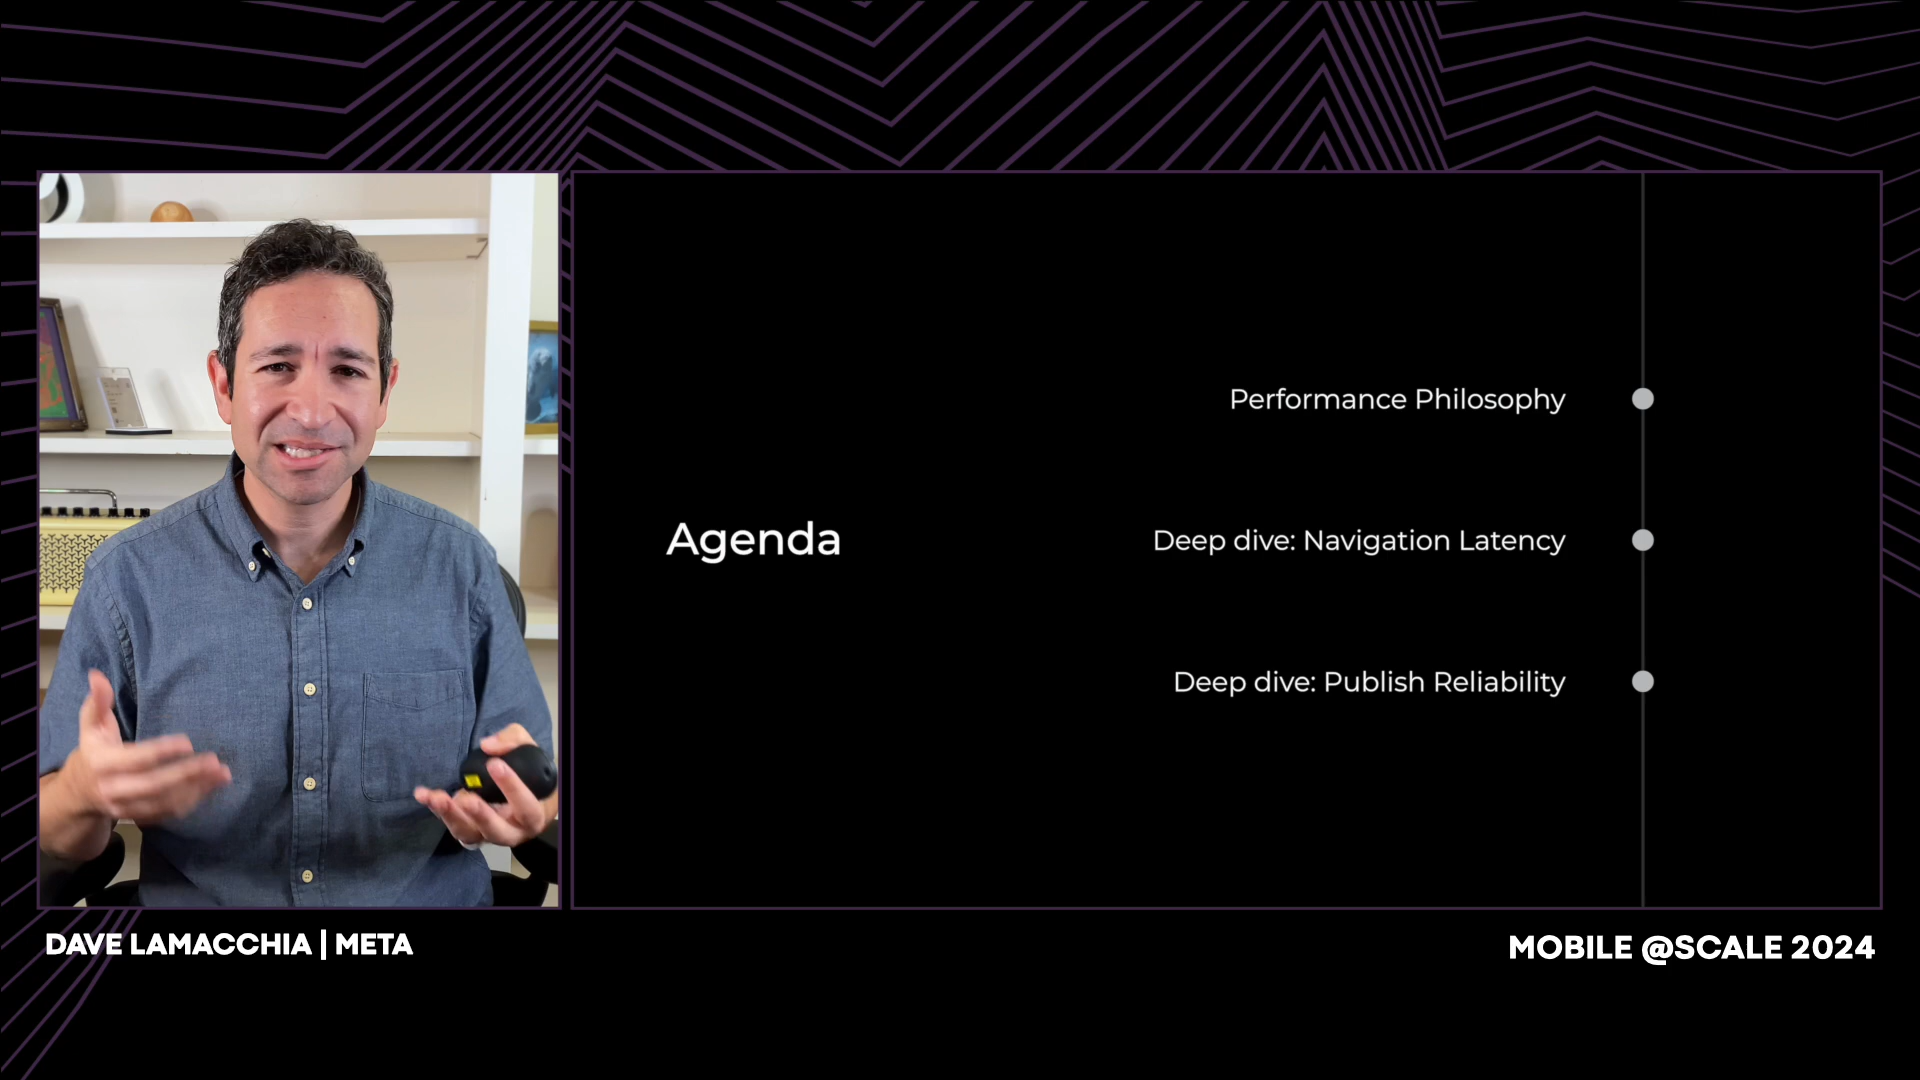 Agenda
Performance Philosophy
Deep dive: Navigation Latency
Deep dive: Publish Reliability
DAVE LAMACCHIA | META
MOBILE @SCALE 2024